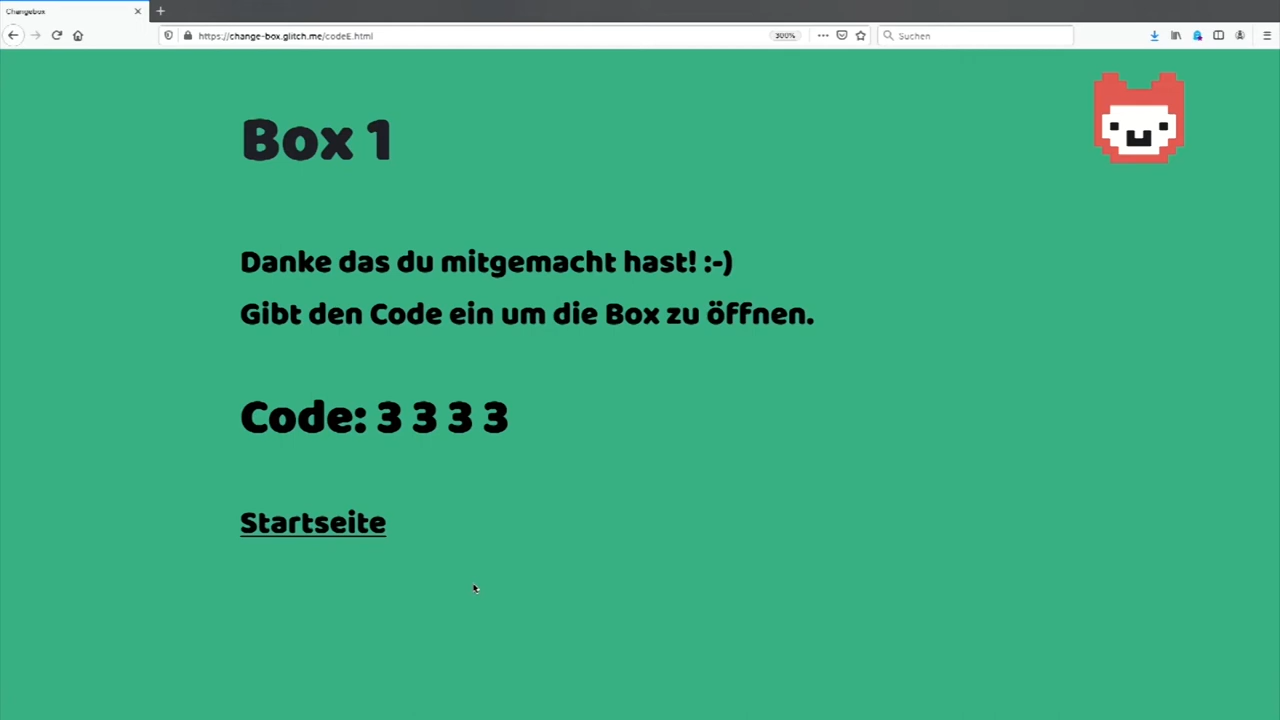 Changebox
https://change-box.glitch.me/codeE.html
300%
Suchen
Box 1
Danke das du mitgemacht hast! :-)
Gibt den Code ein um die Box zu öffnen.
Code: 3 3 3 3
Startseite